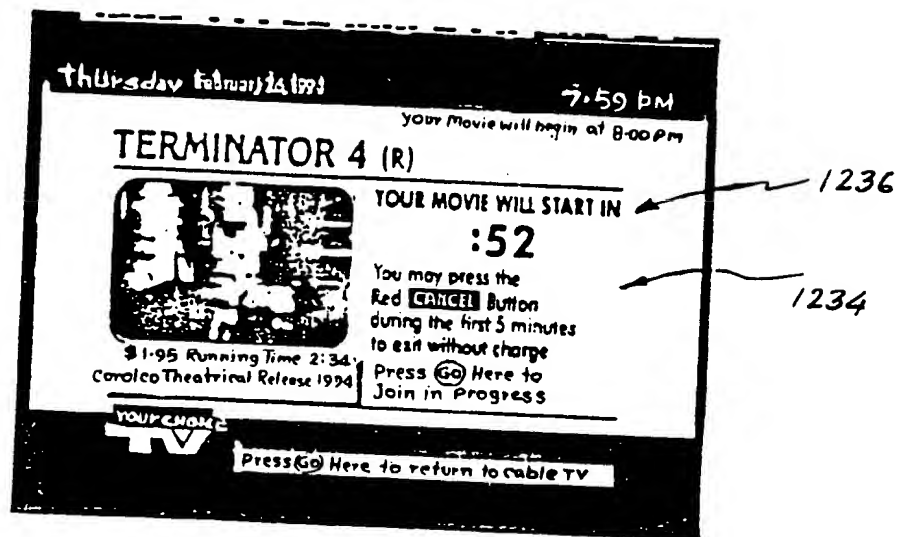 Thursday February 24, 1994
7:59 PM
Your Movie will begin at 8:00 PM
TERMINATOR 4 (R)
YOUR MOVIE WILL START IN
:52
You may press the
Red CANCEL Button
during the first 5 minutes
to exit without charge
$1.95 Running Time 2:34
Corolco Theatrical Release 1994
Press Go Here to
Join in Progress
YOUR CHOICE
TV
Press Go Here to return to cable TV
1236
1234